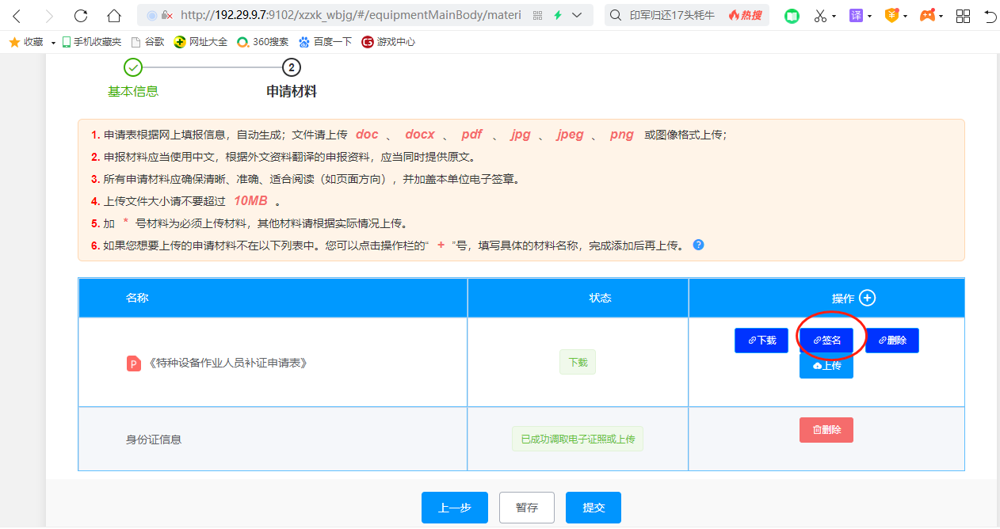 http://192.29.9.7:9102/xzxk_wbjg/#/equipmentMainBody/materi 印军归还17头牦牛 热搜 译
收藏 手机收藏夹 谷歌 网址大全 360搜索 百度一下 游戏中心
2
基本信息 申请材料
1. 申请表根据网上填报信息，自动生成；文件请上传 doc 、 docx 、 pdf 、 jpg 、 jpeg 、 png 或图像格式上传；
2. 申报材料应当使用中文，根据外文资料翻译的申报资料，应当同时提供原文。
3. 所有申请材料应确保清晰、准确、适合阅读（如页面方向），并加盖本单位电子签章。
4. 上传文件大小请不要超过 10MB 。
5. 加 * 号材料为必须上传材料，其他材料请根据实际情况上传。
6. 如果您想要上传的申请材料不在以下列表中。您可以点击操作栏的“ + ”号，填写具体的材料名称，完成添加后再上传。 ?
名称 状态 操作
下载 签名 删除
《特种设备作业人员补证申请表》 下载
上传
身份证信息 已成功调取电子证照或上传 删除
上一步 暂存 提交